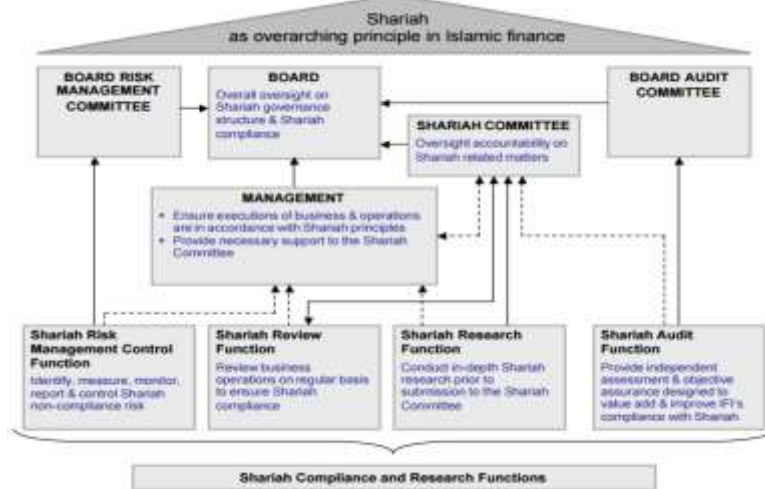 Shariah
as overarching principle in Islamic finance
BOARD RISK
MANAGEMENT
COMMITTEE
BOARD
Overall oversight on
Shariah governance
structure & Shariah
compliance
BOARD AUDIT
COMMITTEE
SHARIAH COMMITTEE
Oversight accountability on
Shariah related matters
MANAGEMENT
• Ensure executions of business & operations
are in accordance with Shariah principles
• Provide necessary support to the Shariah
Committee
Shariah Risk
Management Control
Function
Identify, measure, monitor,
report & control Shariah
non-compliance risk
Shariah Review
Function
Review business
operations on regular basis
to ensure Shariah
compliance
Shariah Research
Function
Conduct in-depth Shariah
research prior to
submission to the Shariah
Committee
Shariah Audit
Function
Provide independent
assessment & objective
assurance designed to
value add & improve IFI's
compliance with Shariah
Shariah Compliance and Research Functions